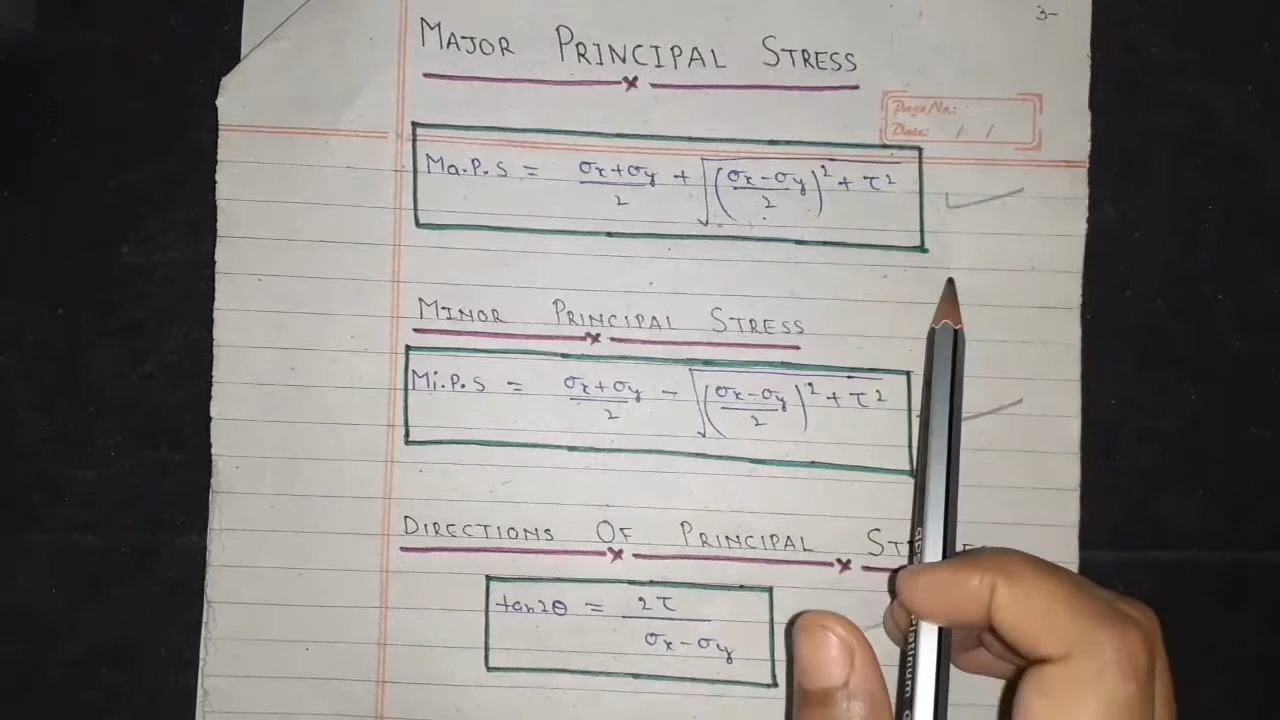 3-
MAJOR PRINCIPAL STRESS
Page No.:
Date: / /
Ma.P.S = σx+σy/2 + √((σx-σy/2)² + τ²)
MINOR PRINCIPAL STRESS
Mi.P.S = σx+σy/2 - √((σx-σy/2)² + τ²)
DIRECTIONS OF PRINCIPAL
tan2θ = 2τ/σx-σy
Platinum